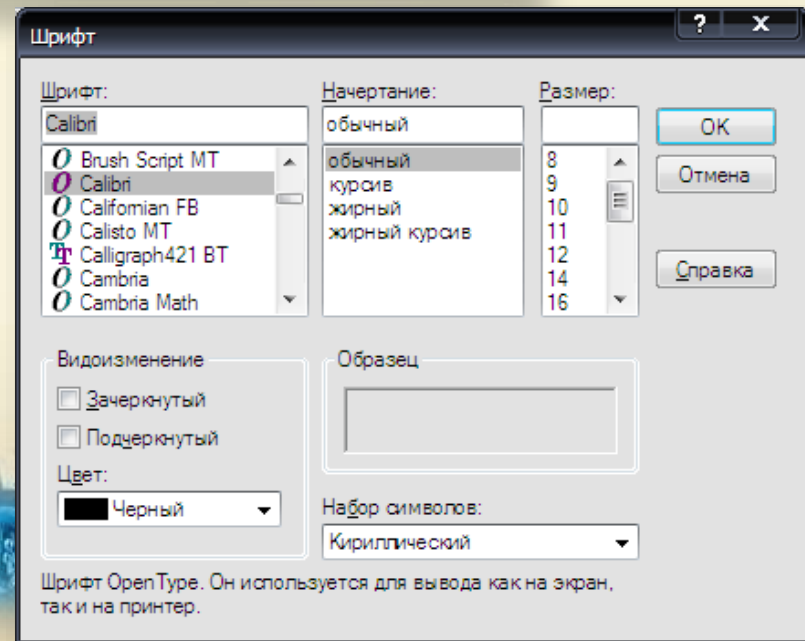 Шрифт
? X
Шрифт:
Calibri
Brush Script MT
Calibri
Californian FB
Calisto MT
Calligraph421 BT
Cambria
Cambria Math
Начертание:
обычный
обычный
курсив
жирный
жирный курсив
Размер:
8
9
10
11
12
14
16
OK
Отмена
Справка
Видоизменение
Зачеркнутый
Подчеркнутый
Цвет:
Черный
Образец
Набор символов:
Кириллический
Шрифт OpenType. Он используется для вывода как на экран,
так и на принтер.